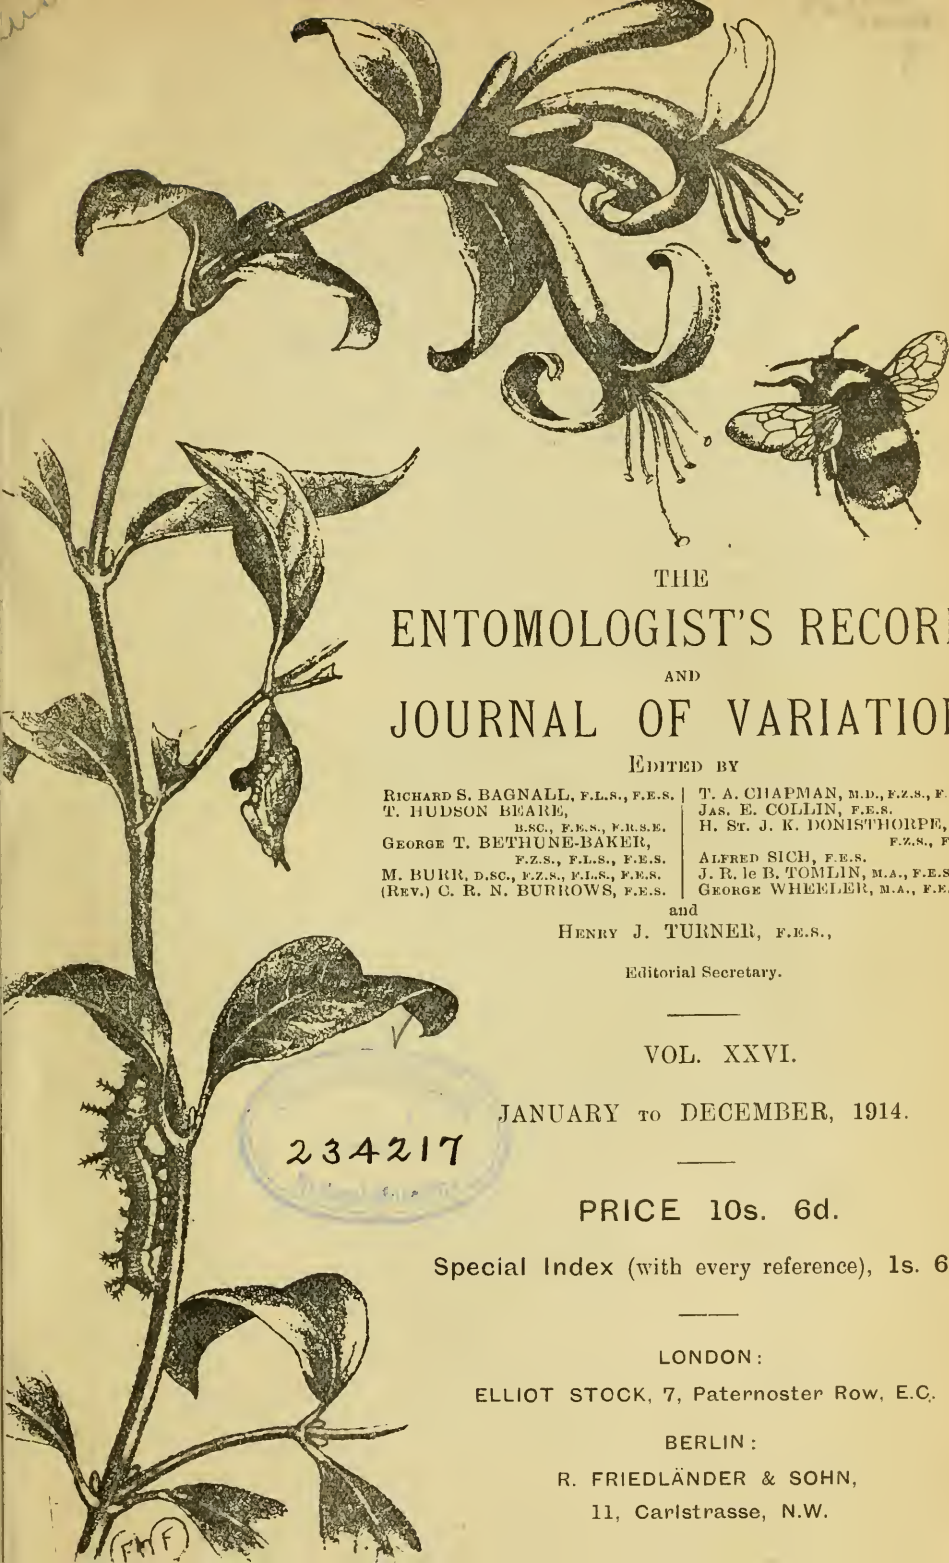 THE
ENTOMOLOGIST'S RECOR
AND
JOURNAL OF VARIATIO
EDITED BY
RICHARD S. BAGNALL, F.L.S., F.E.S.
T. HUDSON BEARE,
B.SC., F.E.S., F.R.S.E.
GEORGE T. BETHUNE-BAKER,
F.Z.S., F.L.S., F.E.S.
M. BURR, D.SC., F.Z.S., F.L.S., F.E.S.
(REV.) C. R. N. BURROWS, F.E.S.
T. A. CHAPMAN, M.D., F.Z.S., F.
JAS. E. COLLIN, F.E.S.
H. ST. J. K. DONISTHORPE,
F.Z.S., F
ALFRED SICH, F.E.S.
J. R. le B. TOMLIN, M.A., F.E.S
GEORGE WHEELER, M.A., F.E.
and
HENRY J. TURNER, F.E.S.,
Editorial Secretary.
VOL. XXVI.
JANUARY TO DECEMBER, 1914.
234217
PRICE 10s. 6d.
Special Index (with every reference), 1s. 6
LONDON:
ELLIOT STOCK, 7, Paternoster Row, E.C.
BERLIN:
R. FRIEDLÄNDER & SOHN,
11, Carlstrasse, N.W.